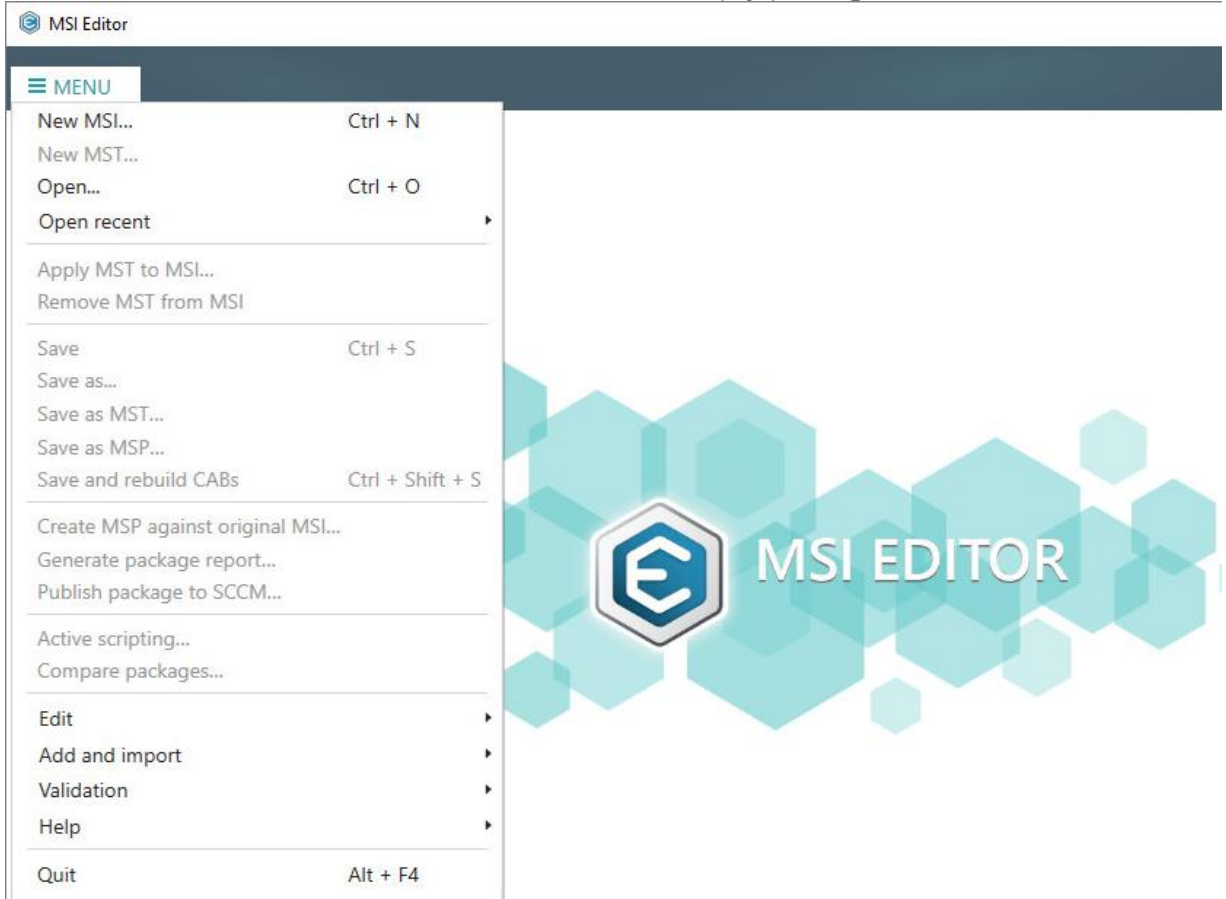 MSI Editor
MENU
New MSI... Ctrl + N
New MST...
Open... Ctrl + O
Open recent
Apply MST to MSI...
Remove MST from MSI
Save Ctrl + S
Save as...
Save as MST...
Save as MSP...
Save and rebuild CABs Ctrl + Shift + S
Create MSP against original MSI...
Generate package report...
Publish package to SCCM...
Active scripting...
Compare packages...
Edit
Add and import
Validation
Help
Quit Alt + F4
MSI EDITOR